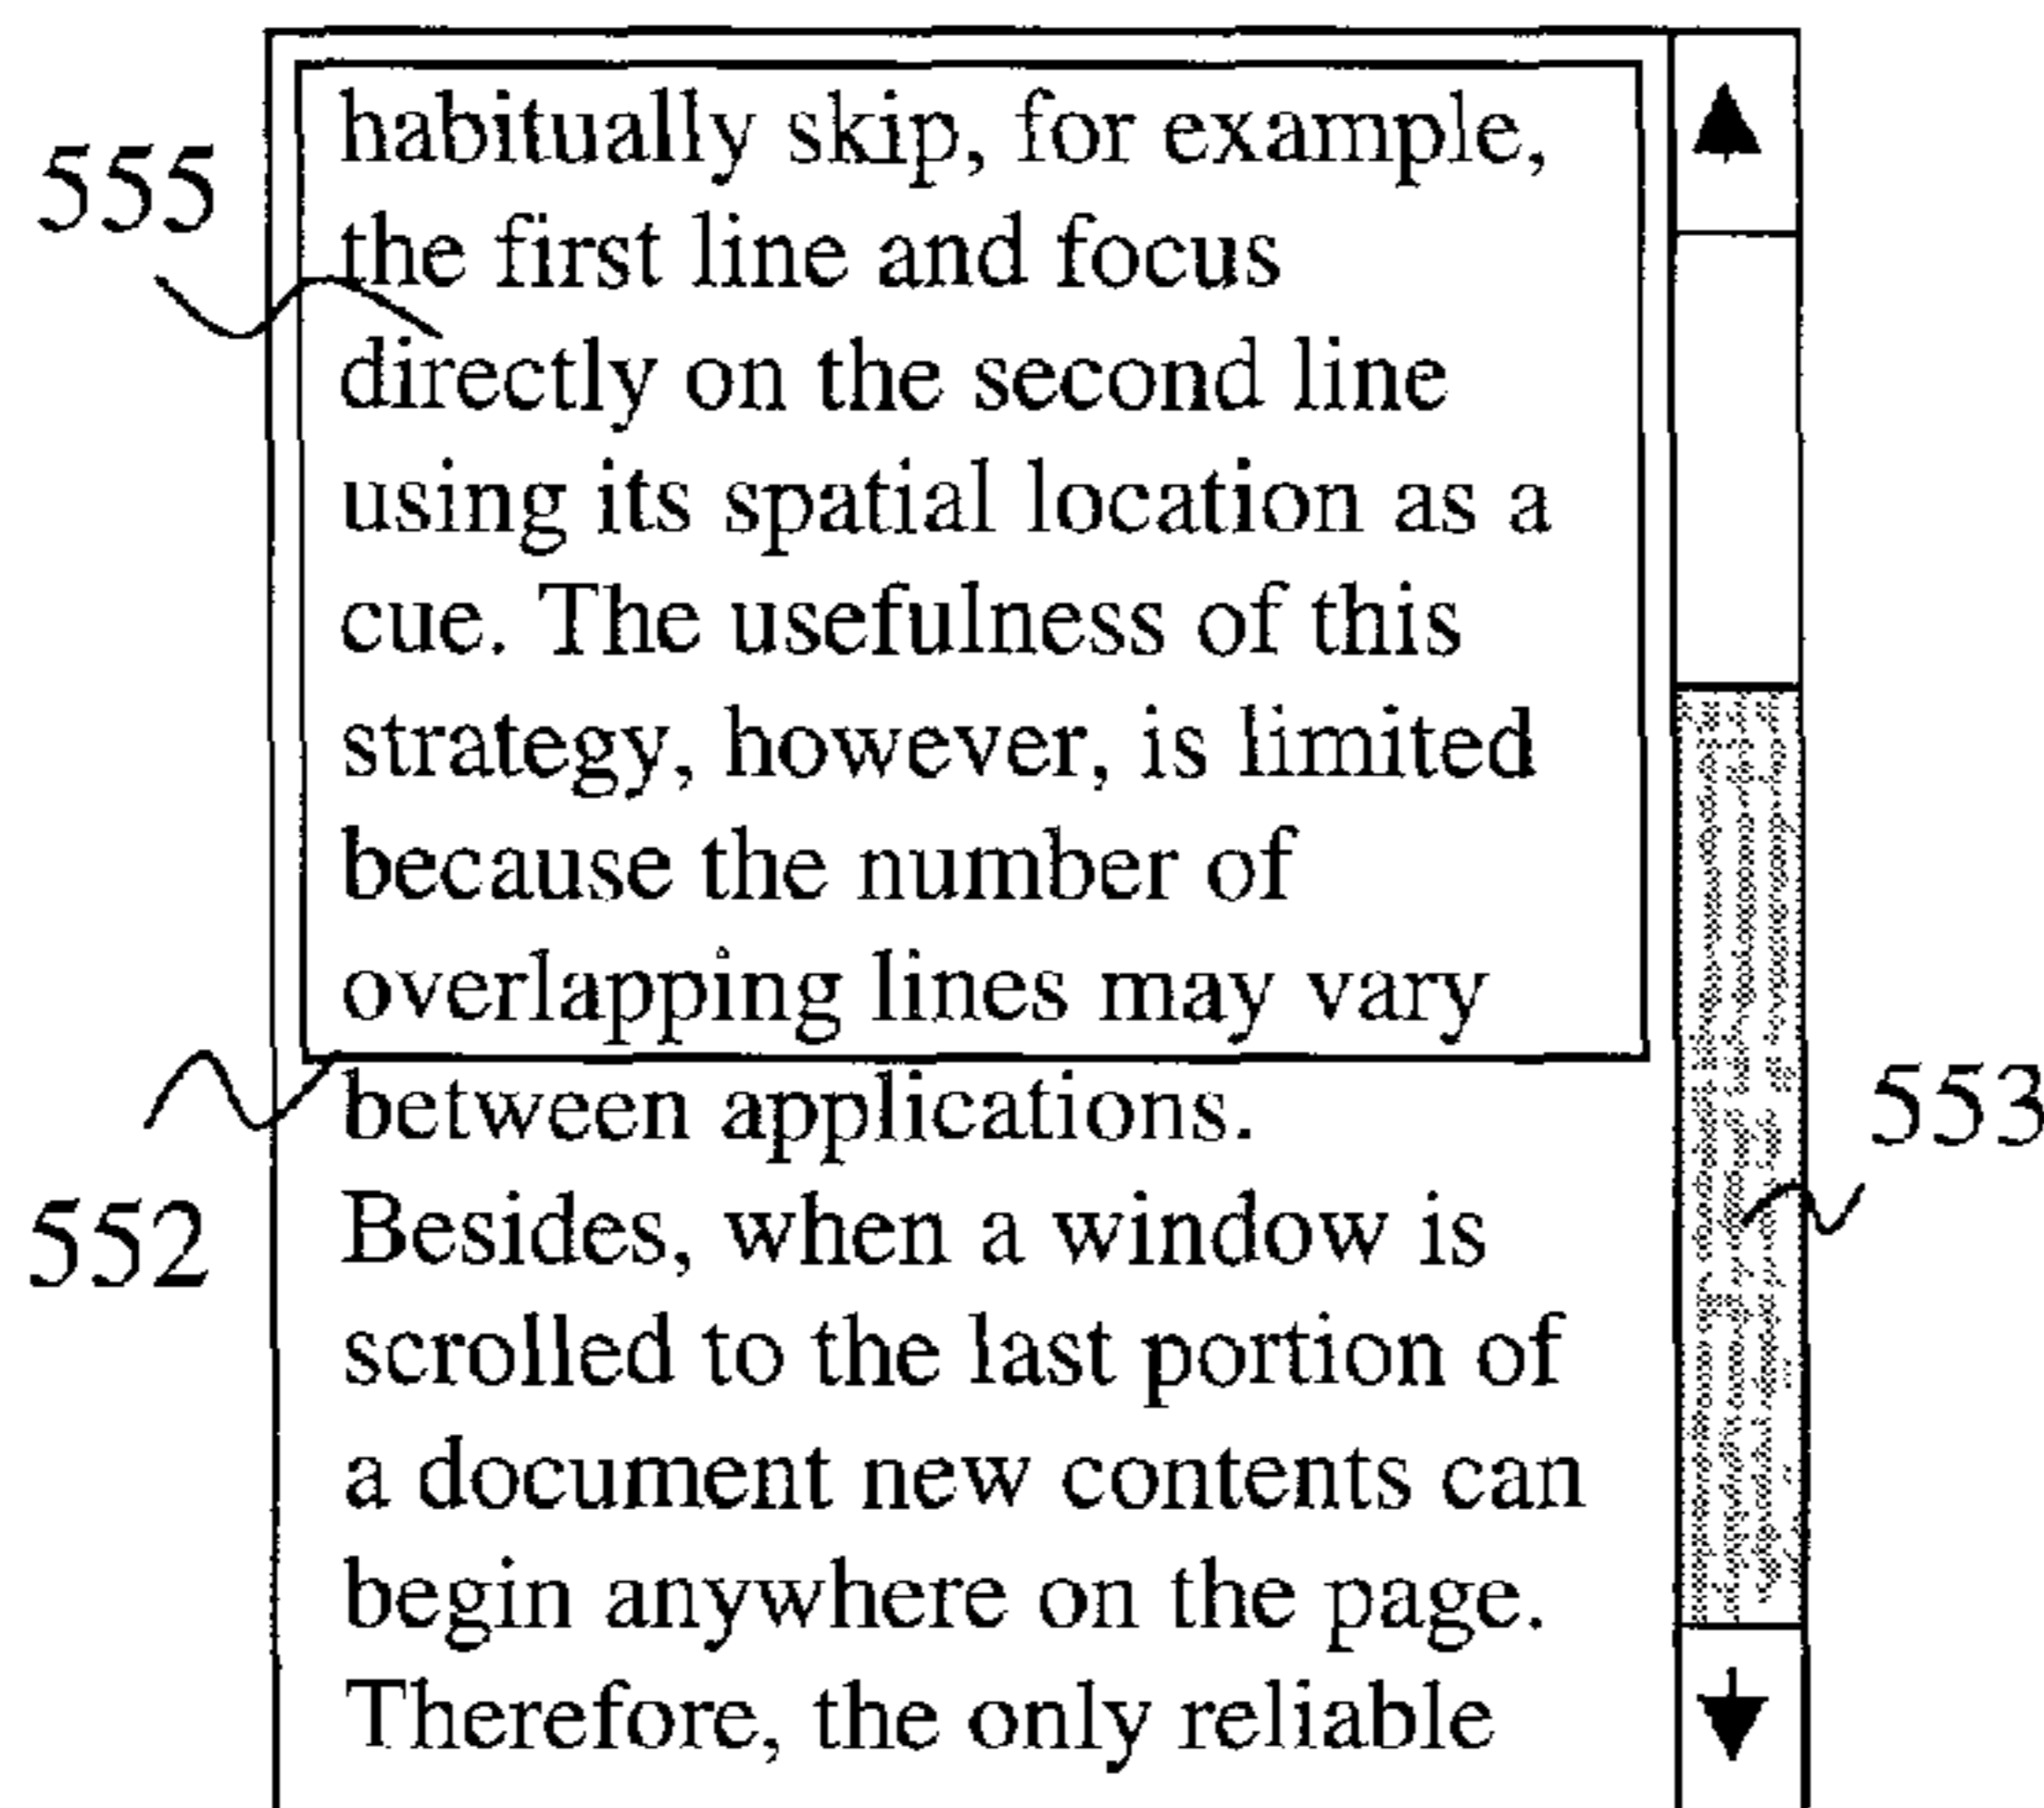 habitually skip, for example,
555
the first line and focus
directly on the second line
using its spatial location as a
cue. The usefulness of this
strategy, however, is limited
because the number of
overlapping lines may vary
between applications.
553
552
Besides, when a window is
scrolled to the last portion of
a document new contents can
begin anywhere on the page.
Therefore, the only reliable